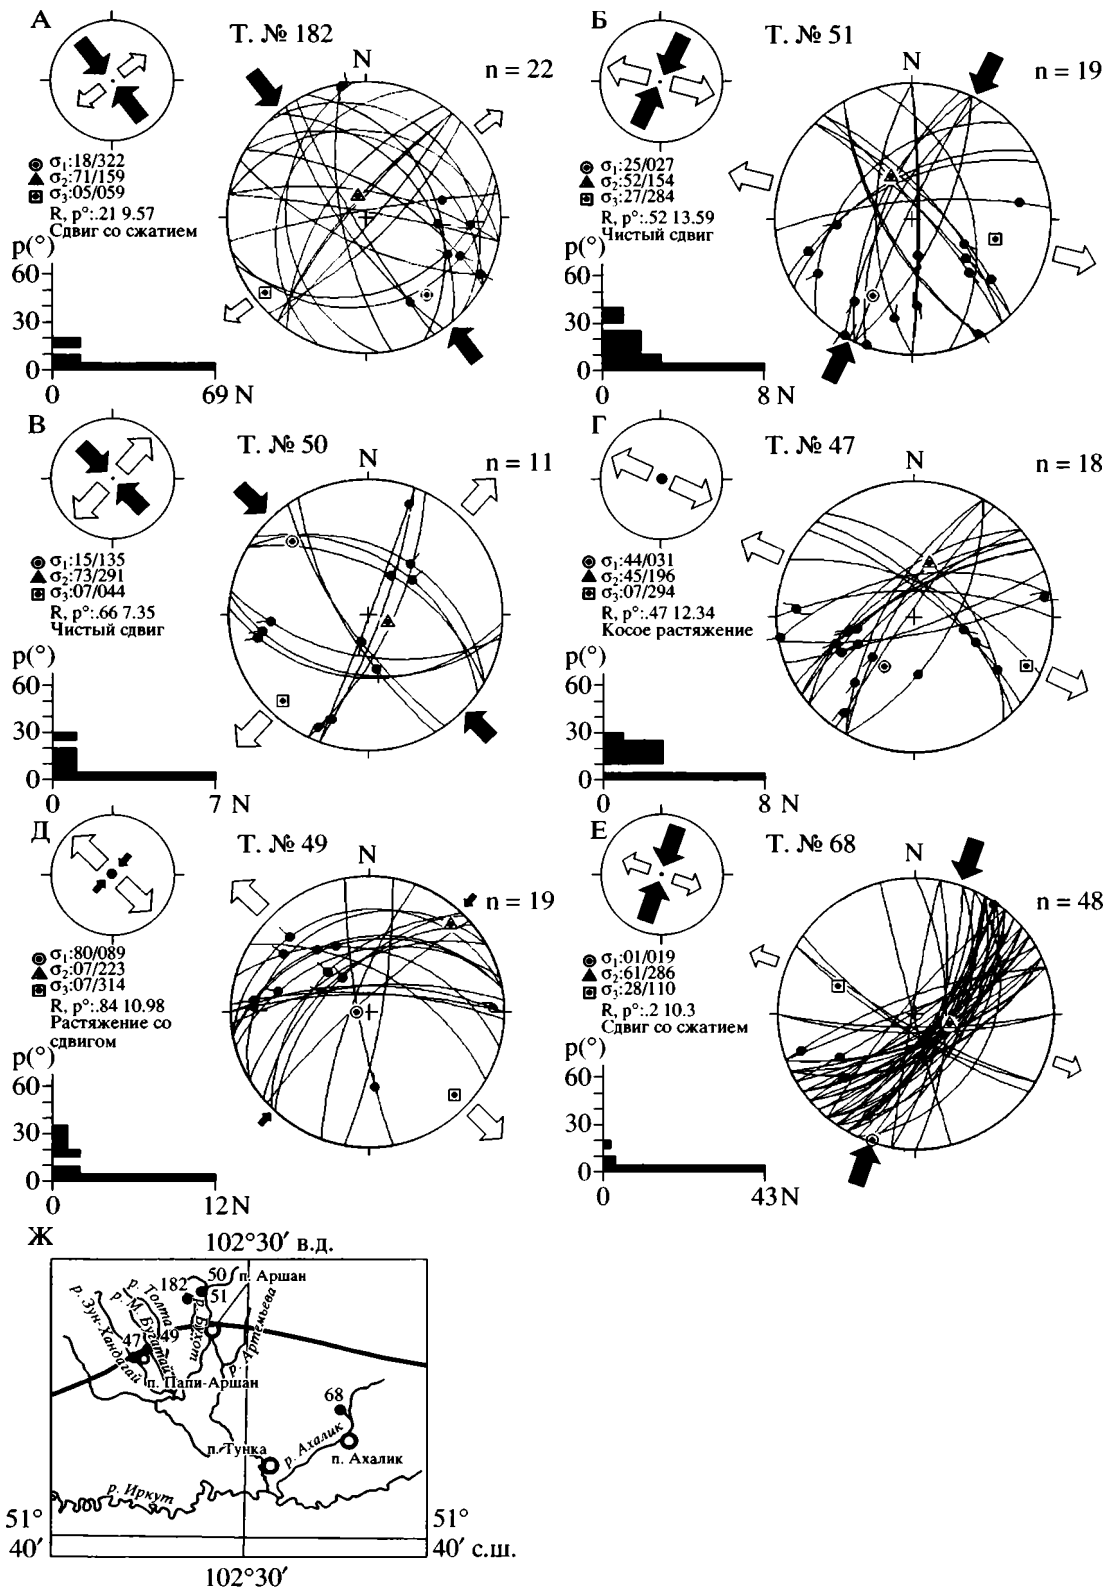 А
Т. № 182
N
n = 22
σ1:18/322
σ2:71/159
σ3:05/059
R, p°:.21 9.57
Сдвиг со сжатием
p(°)
60
30
0
0
69 N
Б
Т. № 51
N
n = 19
σ1:25/027
σ2:52/154
σ3:27/284
R, p°:.52 13.59
Чистый сдвиг
p(°)
60
30
0
0
8 N
В
Т. № 50
N
n = 11
σ1:15/135
σ2:73/291
σ3:07/044
R, p°:.66 7.35
Чистый сдвиг
p(°)
60
30
0
0
7 N
Г
Т. № 47
N
n = 18
σ1:44/031
σ2:45/196
σ3:07/294
R, p°:.47 12.34
Косое растяжение
p(°)
60
30
0
0
8 N
Д
Т. № 49
N
n = 19
σ1:80/089
σ2:07/223
σ3:07/314
R, p°:.84 10.98
Растяжение со
сдвигом
p(°)
60
30
0
0
12 N
Е
Т. № 68
N
n = 48
σ1:01/019
σ2:61/286
σ3:28/110
R, p°:.2 10.3
Сдвиг со сжатием
p(°)
60
30
0
0
43 N
Ж
102°30′ в.д.
182
50
51
п. Аршан
р. Толта
р. М. Бугатай
р. Зун-Хандагай
р. Бухот
р. Артемьева
47
49
п. Папи-Аршан
68
п. Тунка
р. Ахалик
п. Ахалик
р. Иркут
51°
40′
51°
40′ с.ш.
102°30′